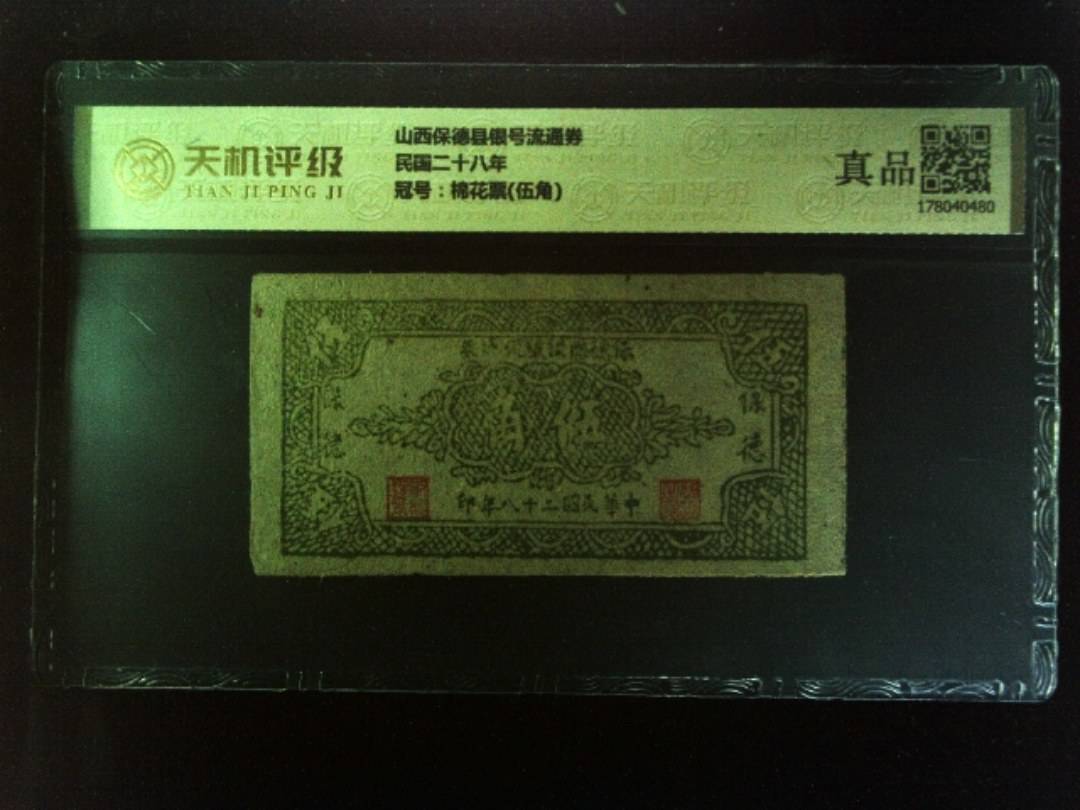 天机评级
TIAN JI PING JI
山西保德县银号流通券
民国二十八年
冠号：棉花票(伍角)
真品
178040480
保德
角 伍
保德
印年八十二國民華中